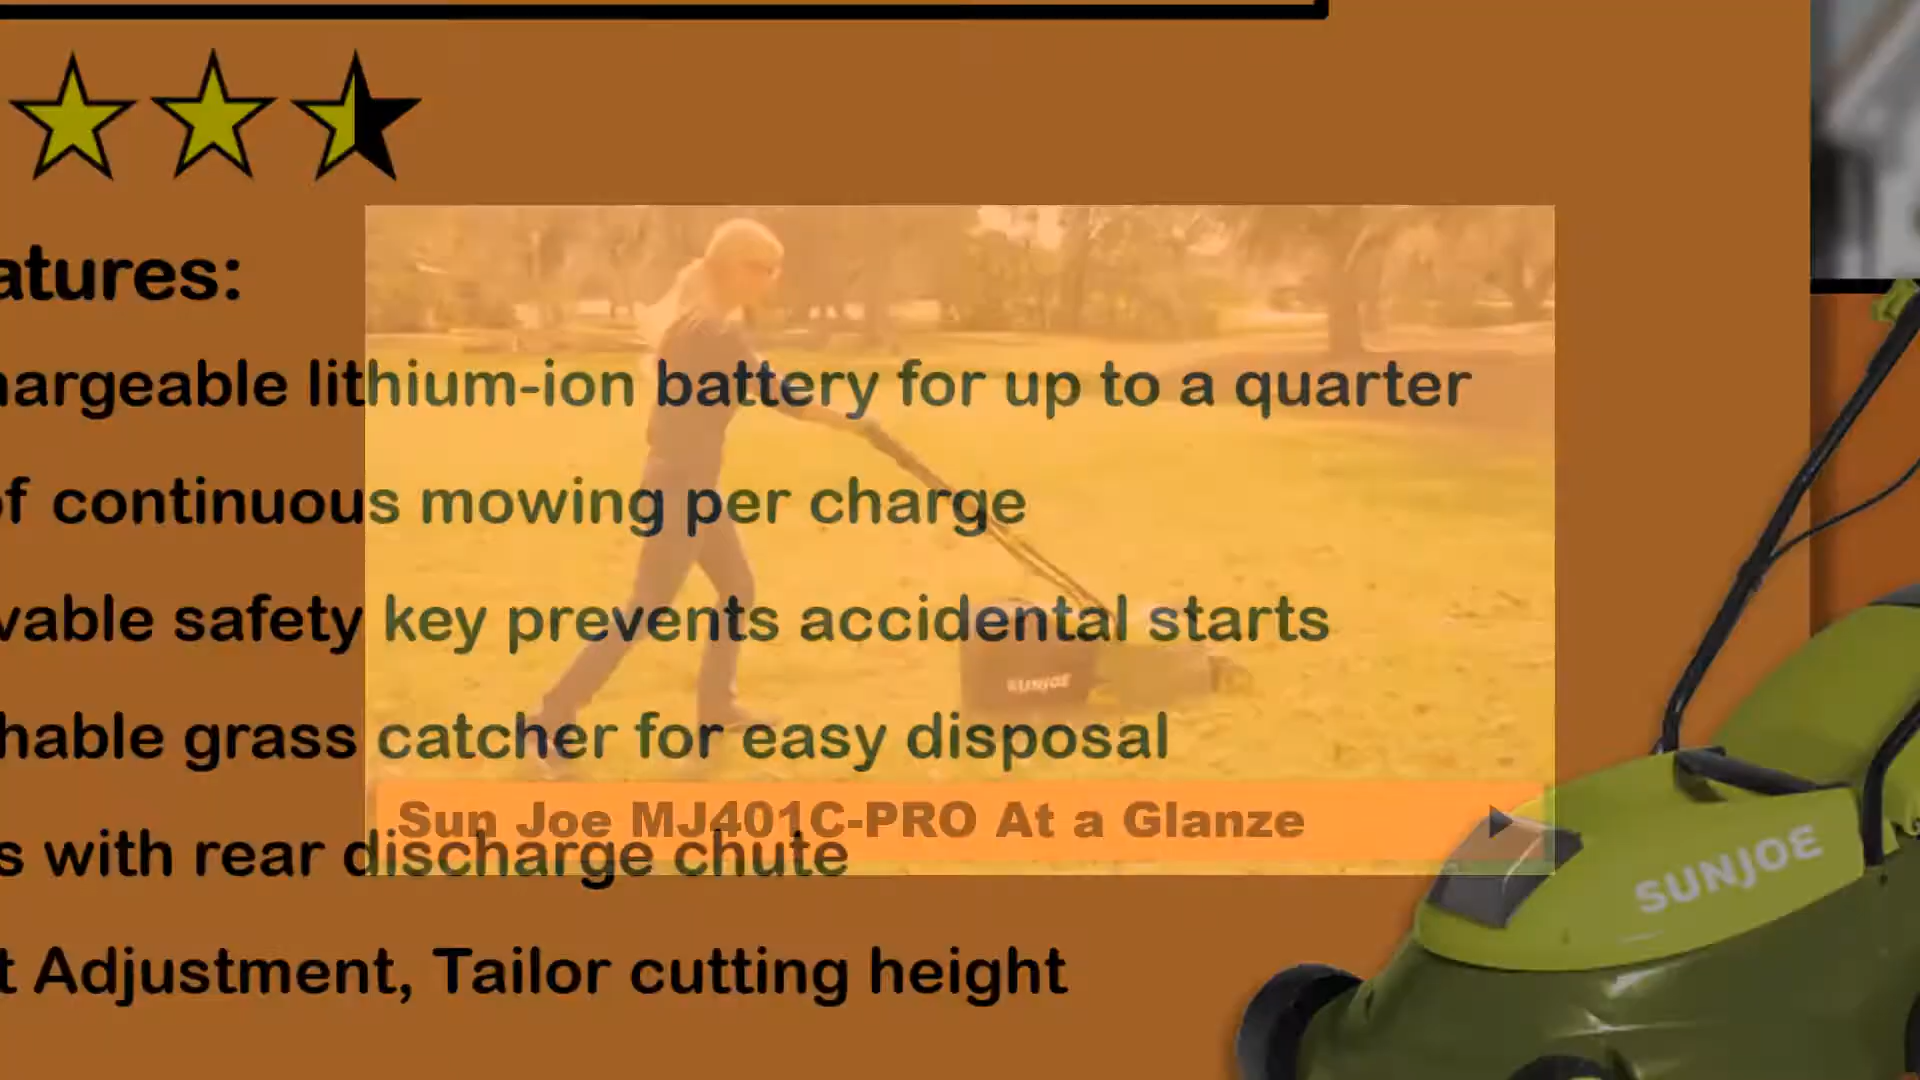 atures:
hargeable lithium-ion battery for up to a quarter
of continuous mowing per charge
vable safety key prevents accidental starts
SUNJOE
hable grass catcher for easy disposal
Sun Joe MJ401C-PRO At a Glanze
s with rear discharge chute
SUNJOE
t Adjustment, Tailor cutting height